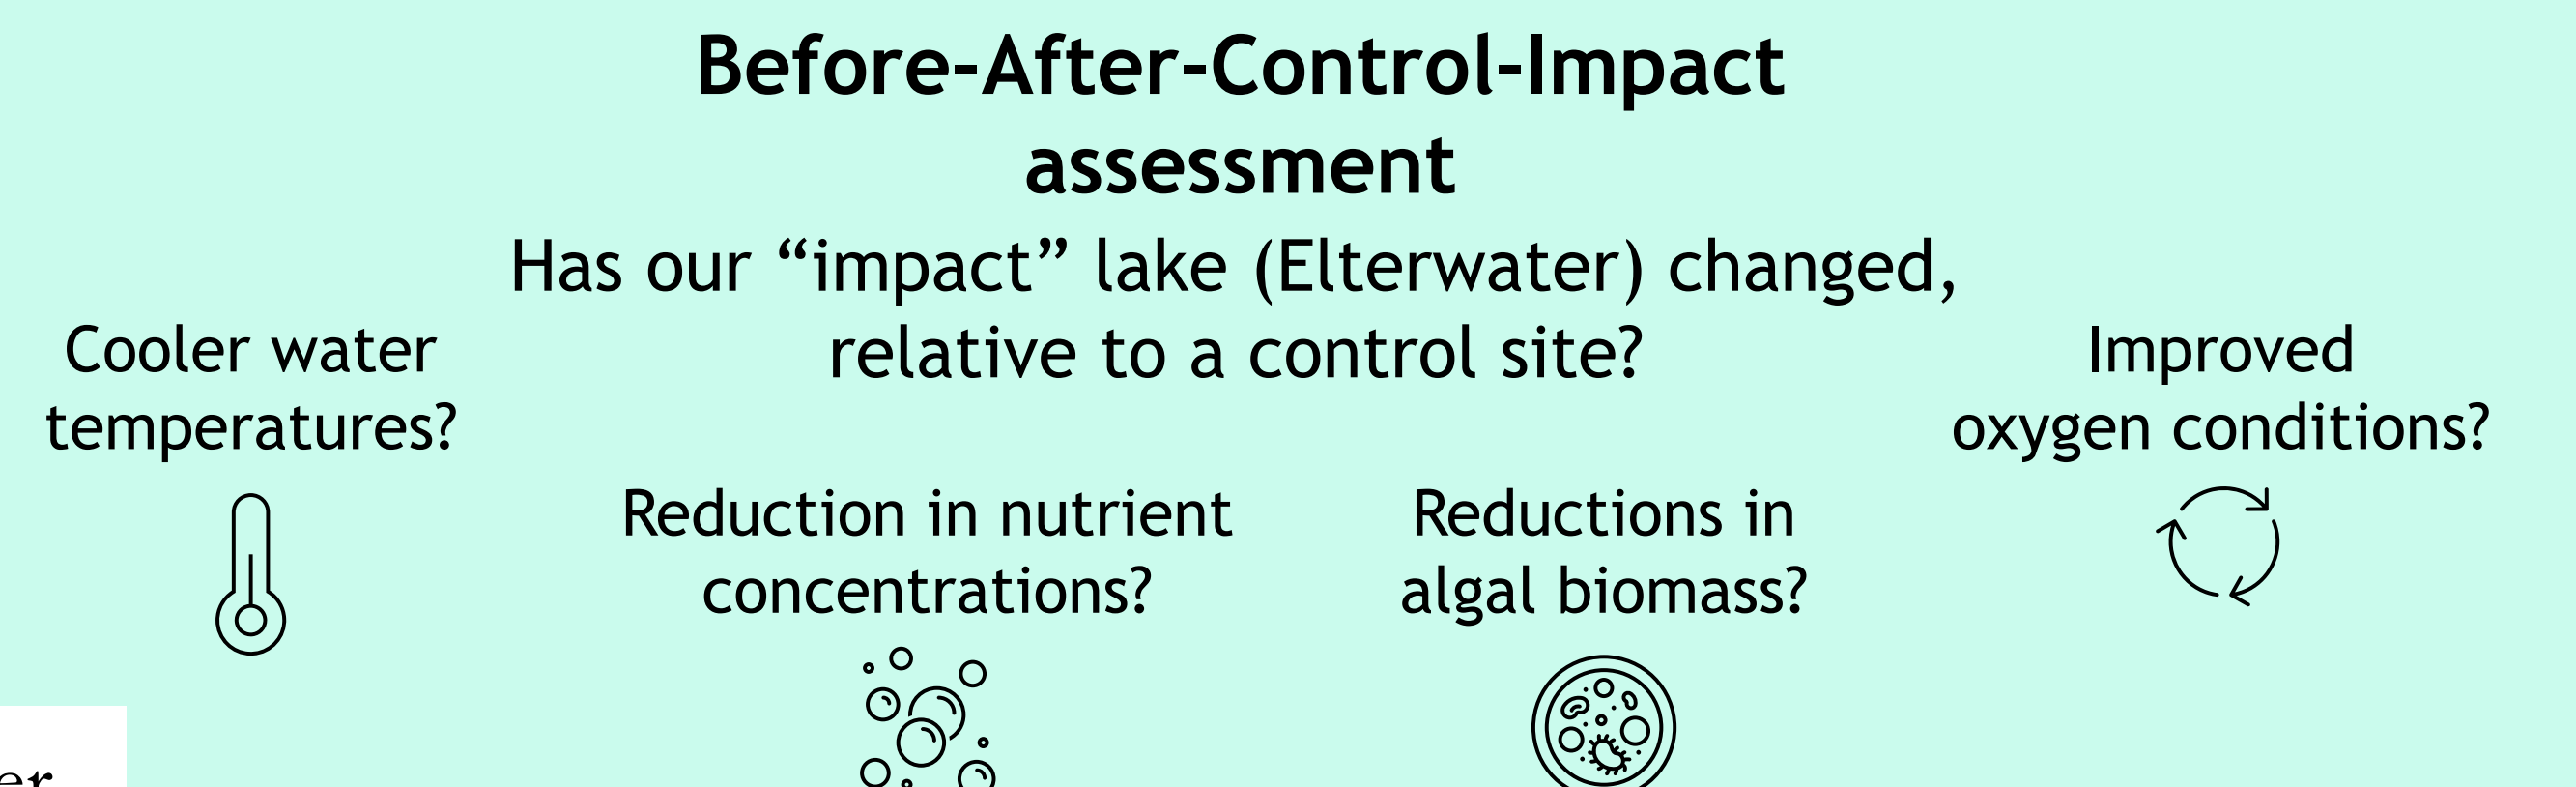 Before-After-Control-Impact
assessment
Has our “impact” lake (Elterwater) changed,
relative to a control site?
Cooler water
temperatures?
Reduction in nutrient
concentrations?
Reductions in
algal biomass?
Improved
oxygen conditions?